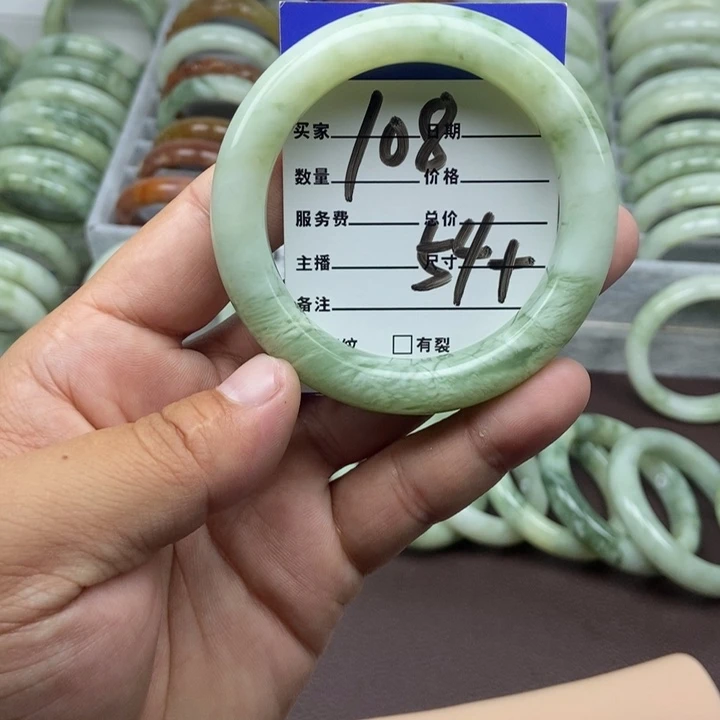 买家 108 日期
数量 价格
服务费 总价
主播 尺寸 54+
备注
纹 □有裂